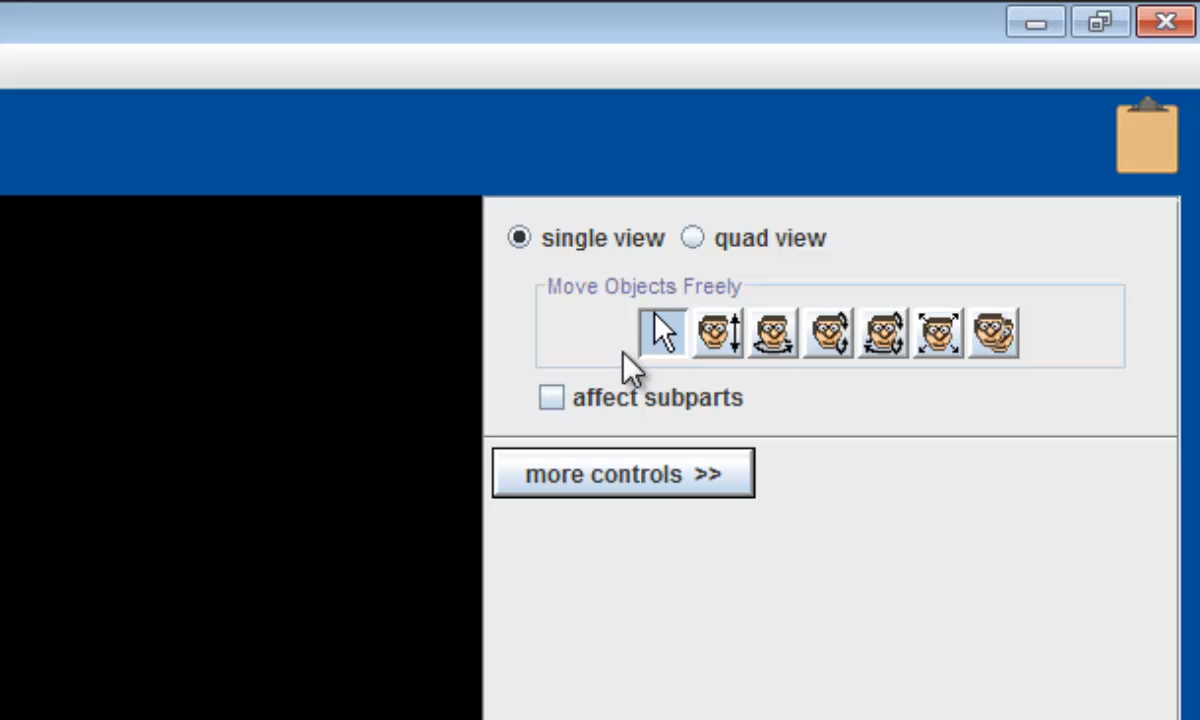 single view quad view
Move Objects Freely
affect subparts
more controls >>